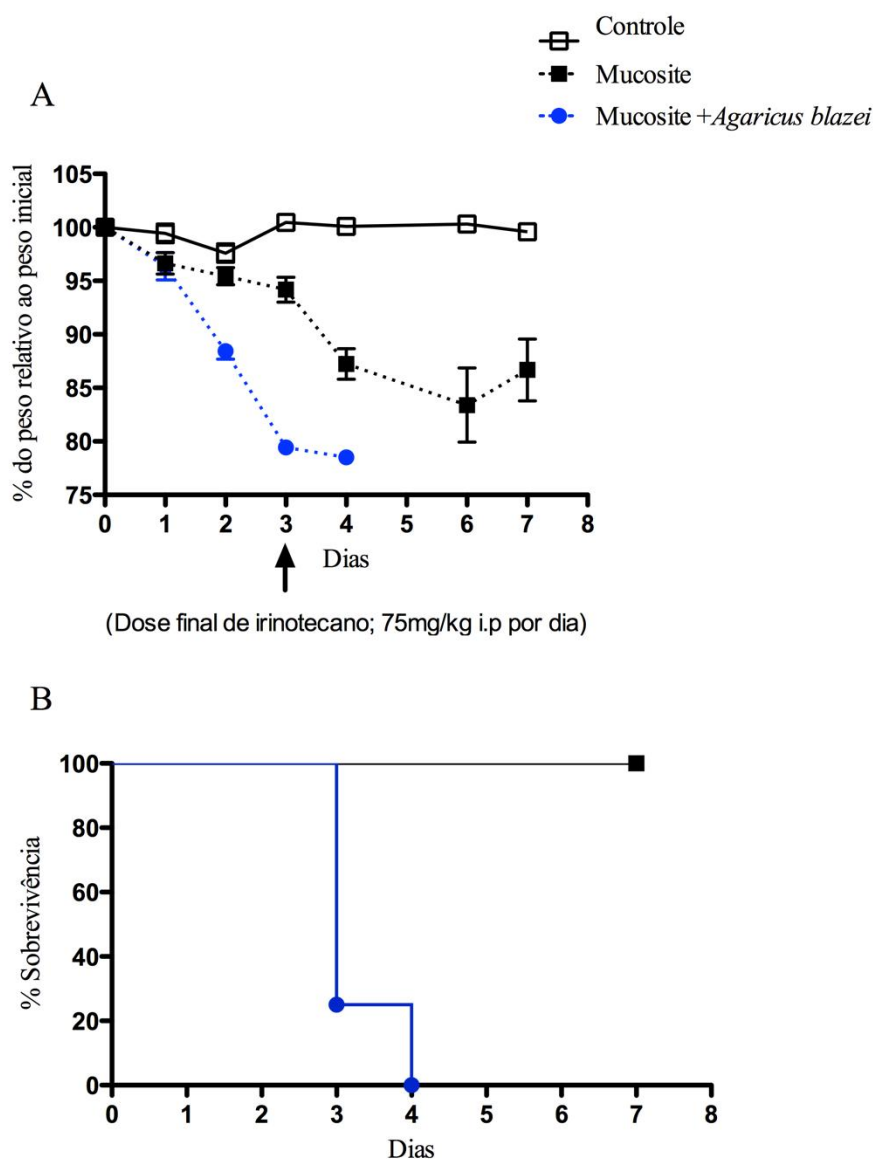 Controle
Mucosite
Mucosite +Agaricus blazei
A
% do peso relativo ao peso inicial
105
100
95
90
85
80
75
0 1 2 3 4 5 6 7 8
Dias
(Dose final de irinotecano; 75mg/kg i.p por dia)
B
% Sobrevivência
100
80
60
40
20
0
0 1 2 3 4 5 6 7 8
Dias